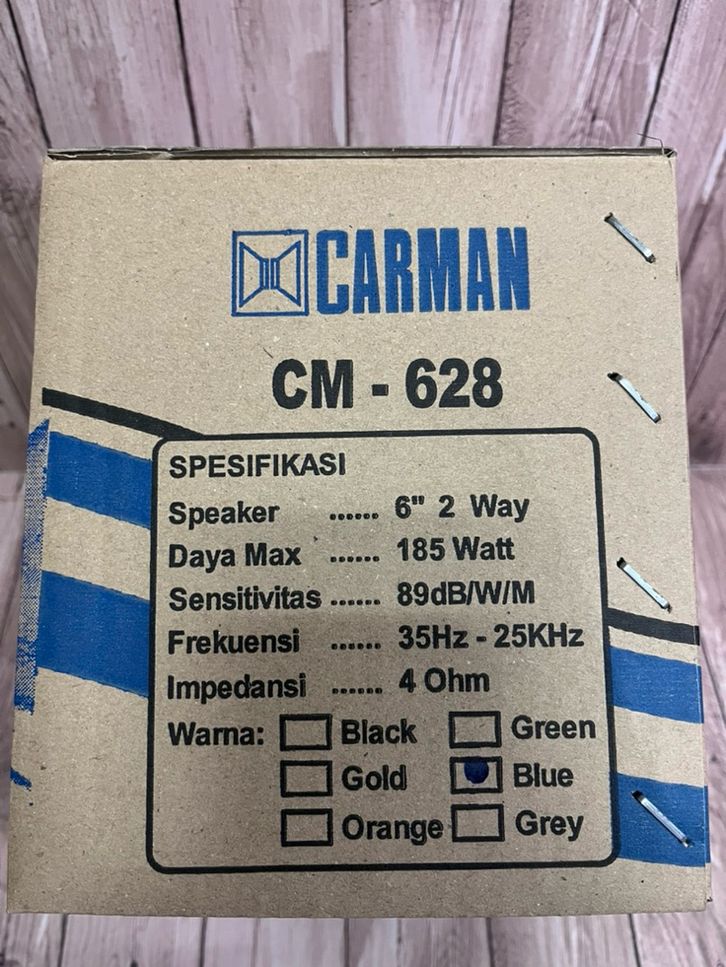 CARMAN
CM - 628
SPESIFIKASI
Speaker ...... 6" 2 Way
Daya Max ...... 185 Watt
Sensitivitas ...... 89dB/W/M
Frekuensi ...... 35Hz - 25KHz
Impedansi ...... 4 Ohm
Warna: Black Green
Gold Blue
Orange Grey